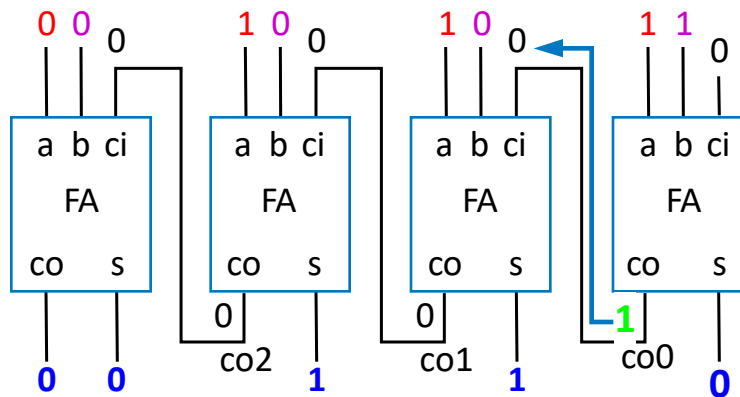 0 0 0 1 0 0 1 0 0 1 1 0
a b ci a b ci a b ci a b ci
FA FA FA FA
co s co s co s co s
0 0 1
co2 co1 co0
0 0 1 1 0